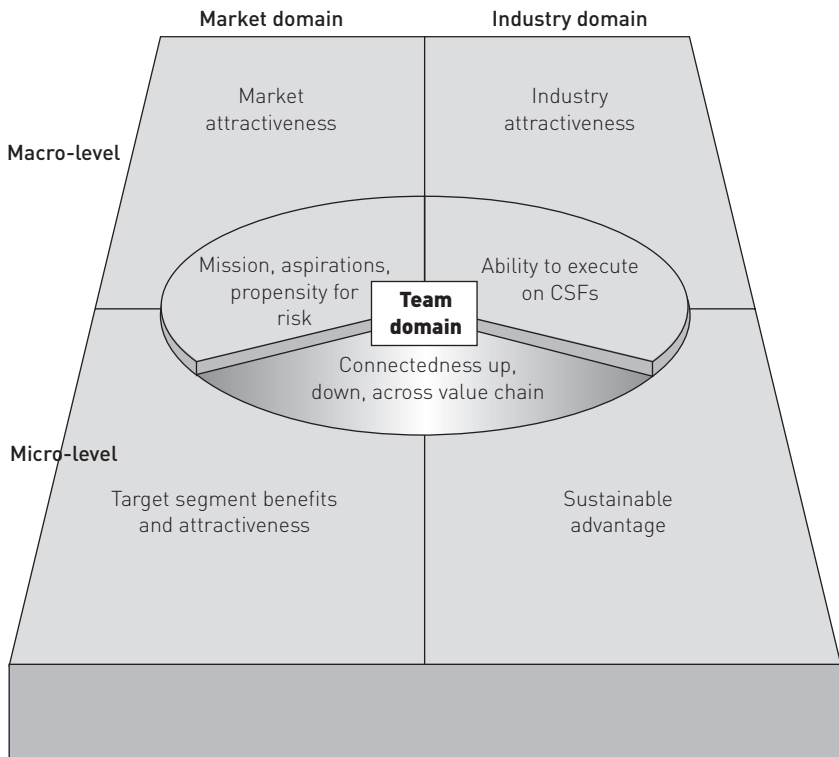 Market domain
Industry domain
Market
attractiveness
Industry
attractiveness
Macro-level
Mission, aspirations,
propensity for
risk
Ability to execute
on CSFs
Team
domain
Connectedness up,
down, across value chain
Micro-level
Target segment benefits
and attractiveness
Sustainable
advantage